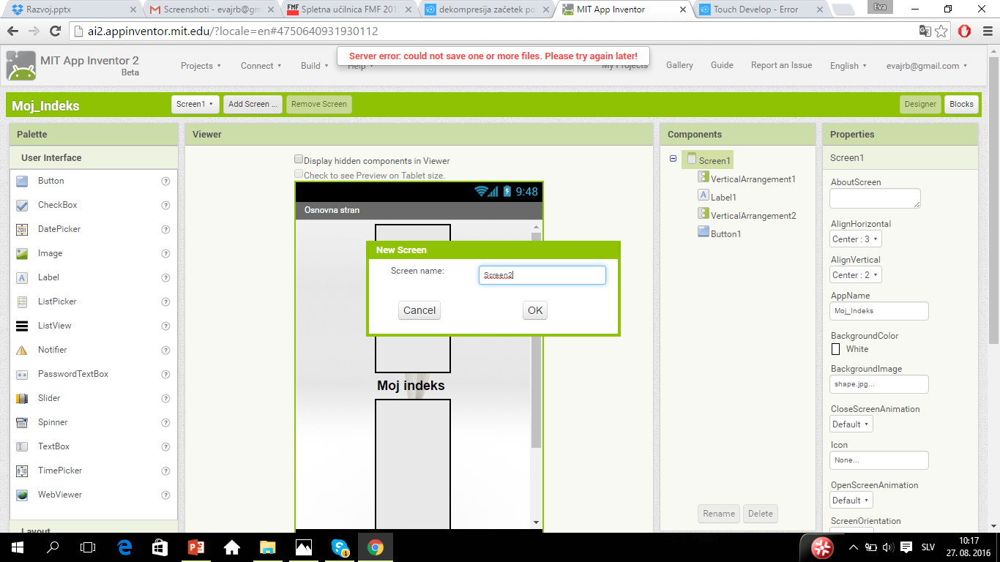 Razvoj.pptx
Screenshoti - evajrb@gm
FMF Spletna učilnica FMF 201
dekompresija začetek po
MIT App Inventor
Touch Develop - Error
Eva
ai2.appinventor.mit.edu/?locale=en#4750640931930112
Server error: could not save one or more files. Please try again later!
MIT App Inventor 2
Beta
Projects
Connect
Build
Help
My Projects
Gallery
Guide
Report an Issue
English
evajrb@gmail.com
Moj_Indeks
Screen1
Add Screen ...
Remove Screen
Designer
Blocks
Palette
User Interface
Button
CheckBox
DatePicker
Image
Label
ListPicker
ListView
Notifier
PasswordTextBox
Slider
Spinner
TextBox
TimePicker
WebViewer
Layout
Viewer
Display hidden components in Viewer
Check to see Preview on Tablet size.
9:48
Osnovna stran
New Screen
Screen name:
Screen2
Cancel
OK
Moj indeks
Components
Screen1
VerticalArrangement1
Label1
VerticalArrangement2
Button1
Rename
Delete
Properties
Screen1
AboutScreen
AlignHorizontal
Center : 3
AlignVertical
Center : 2
AppName
Moj_Indeks
BackgroundColor
White
BackgroundImage
shape.jpg...
CloseScreenAnimation
Default
Icon
None...
OpenScreenAnimation
Default
ScreenOrientation
SLV
10:17
27. 08. 2016